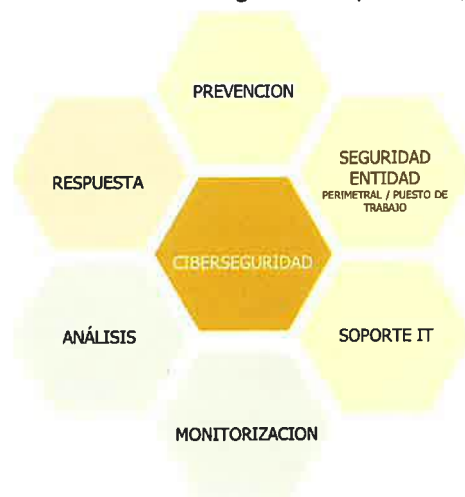 PREVENCION
SEGURIDAD
ENTIDAD
PERIMETRAL / PUESTO DE
TRABAJO
RESPUESTA
CIBERSEGURIDAD
ANÁLISIS
SOPORTE IT
MONITORIZACION